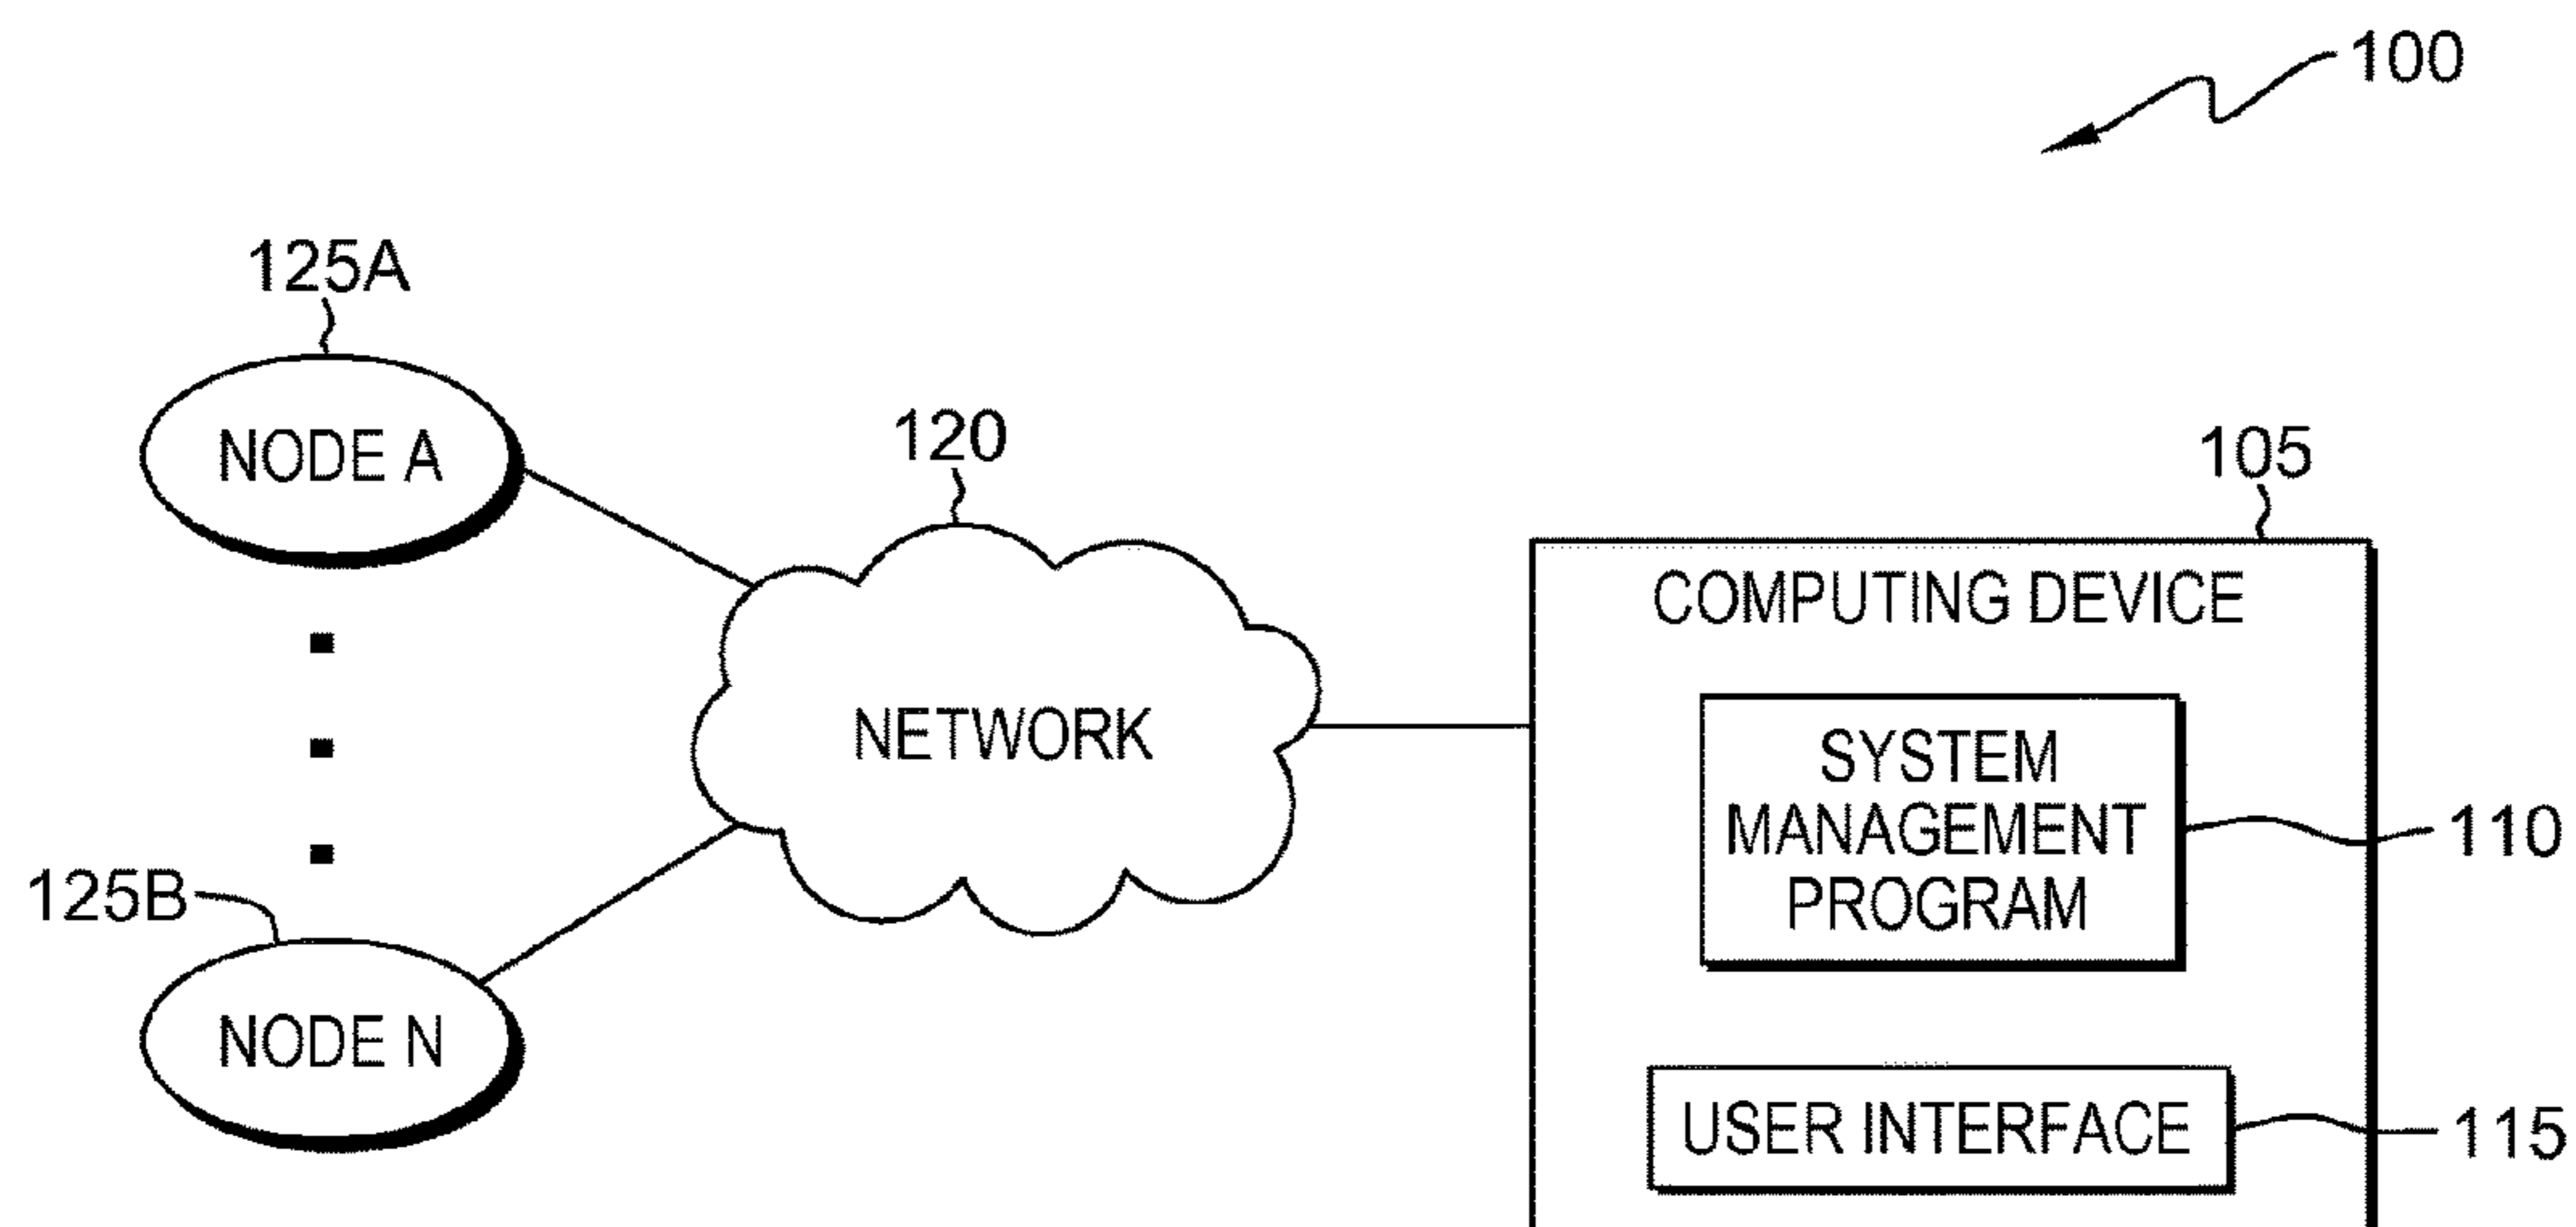 100
125A
NODE A
120
NETWORK
105
COMPUTING DEVICE
SYSTEM
MANAGEMENT
PROGRAM
110
125B
NODE N
USER INTERFACE
115